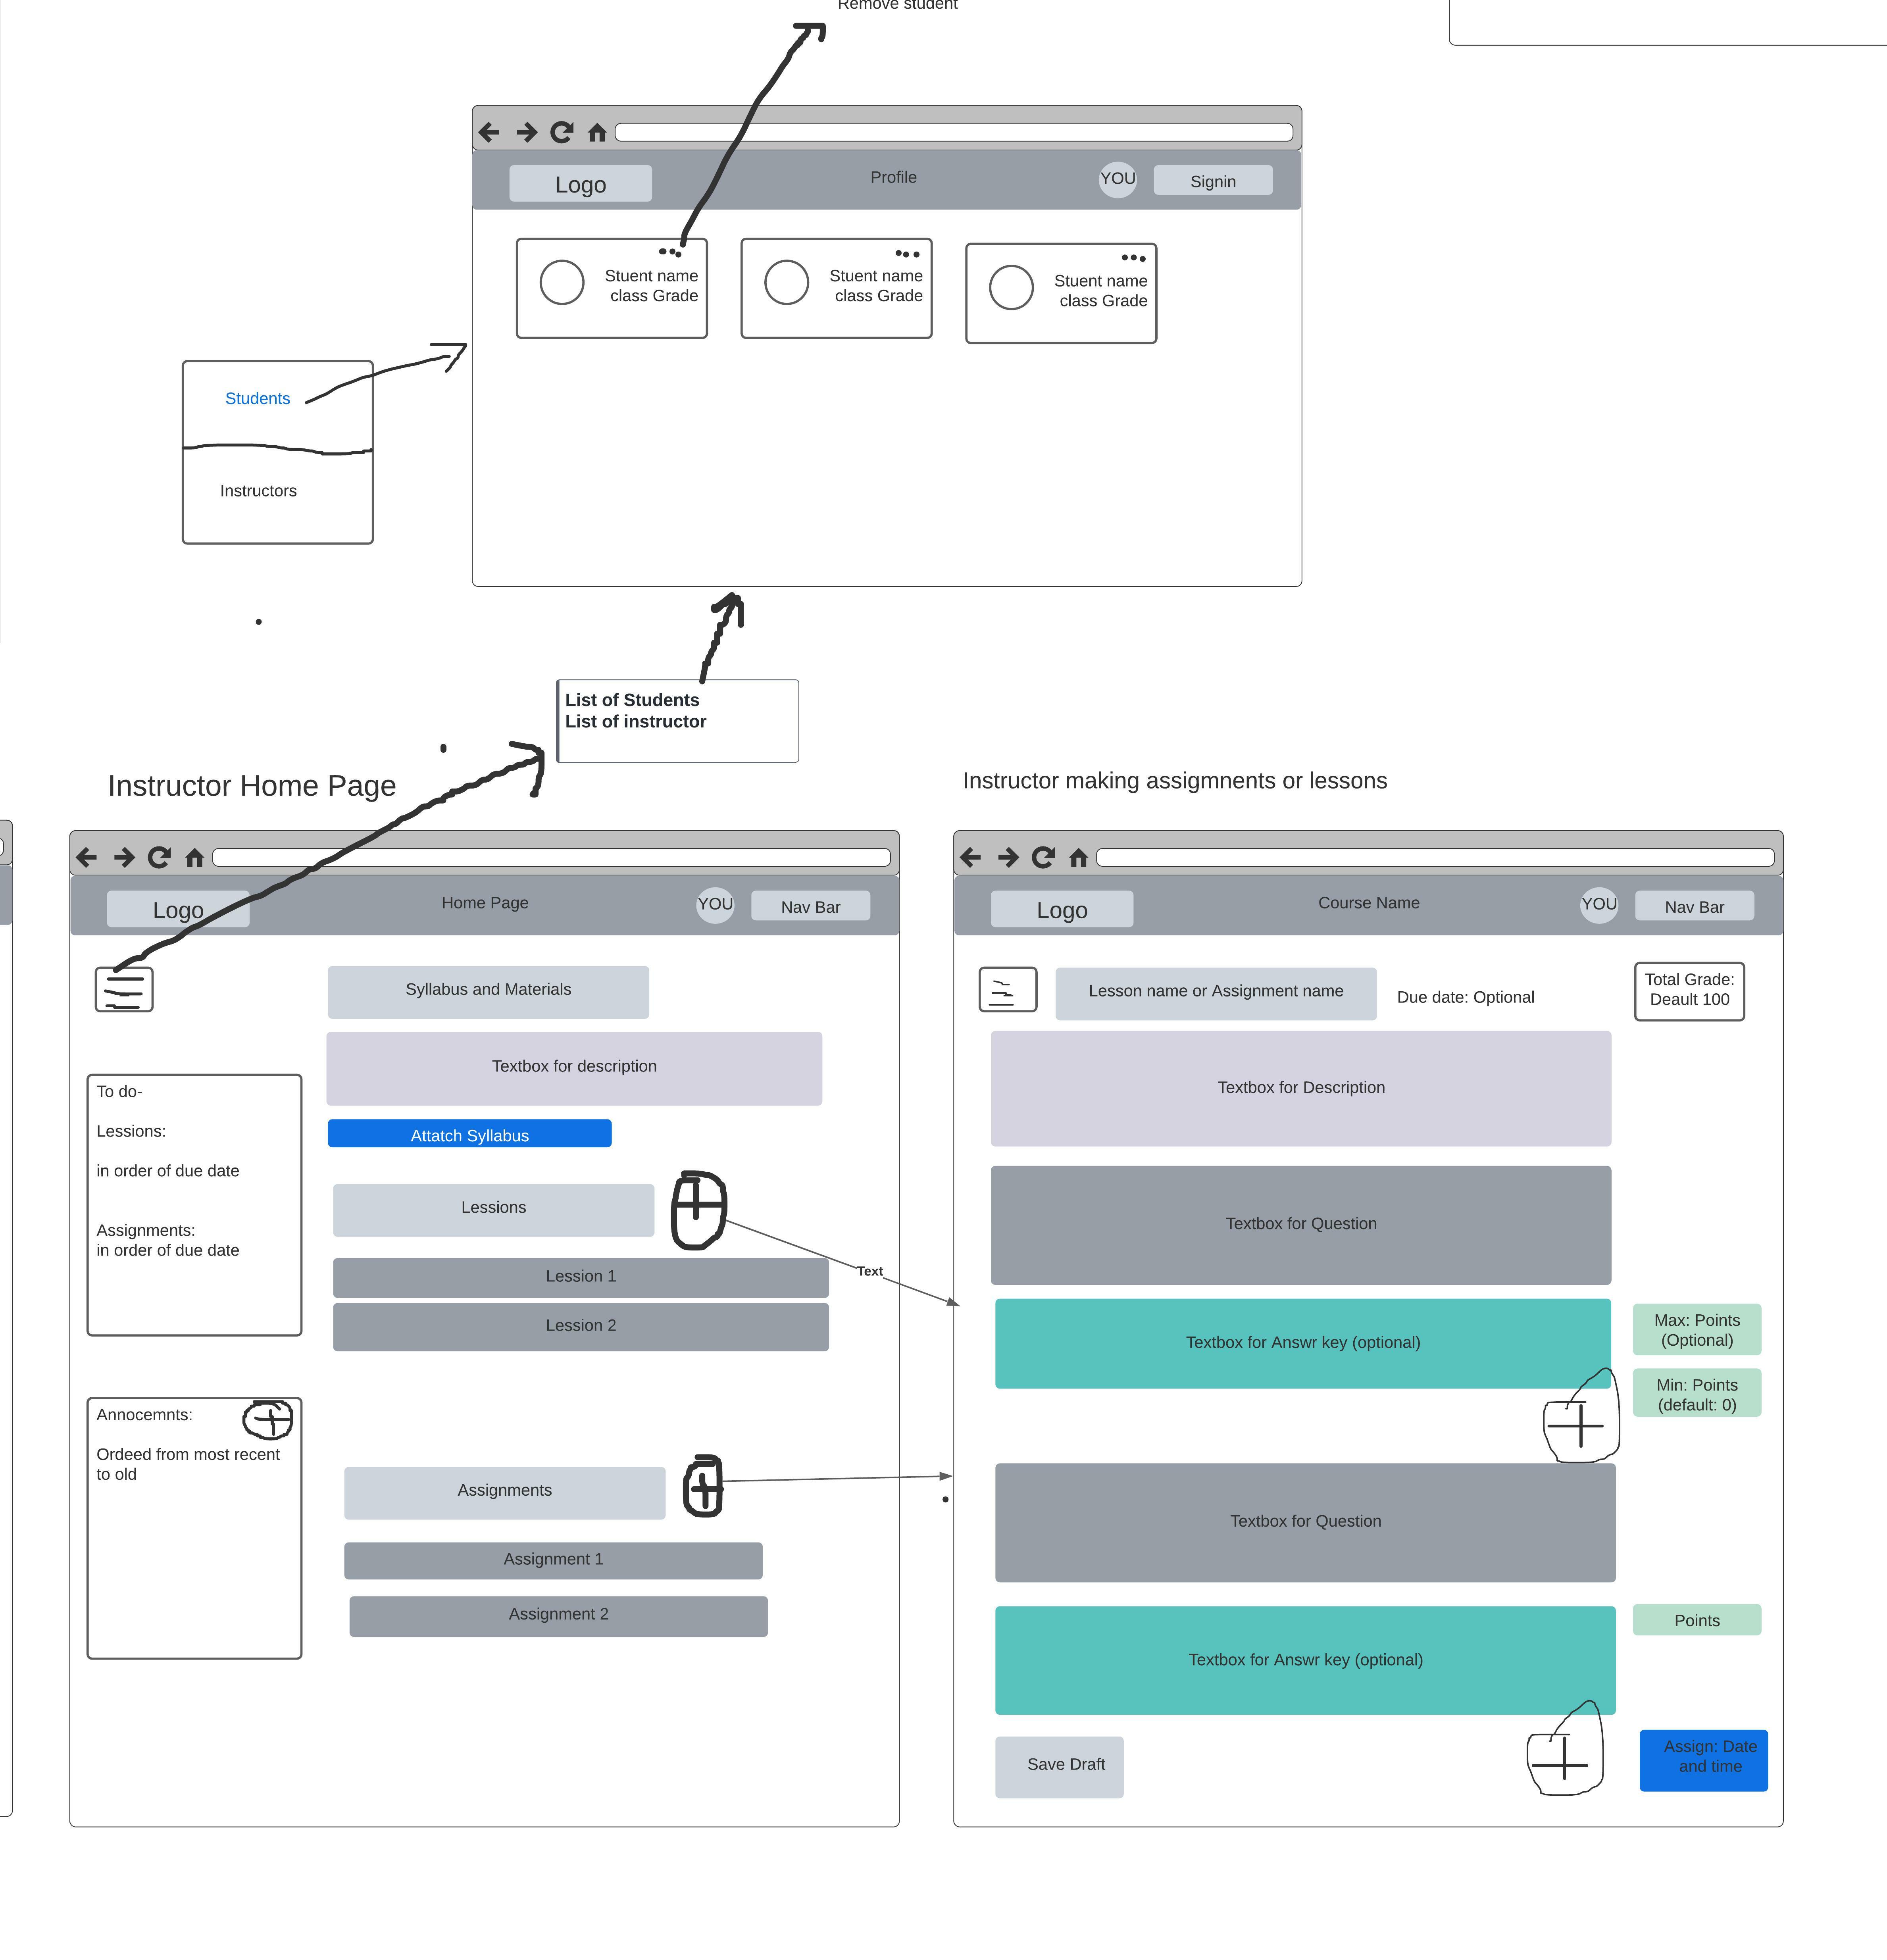 Remove student
Logo
Profile
YOU
Signin
Stuent name
class Grade
Stuent name
class Grade
Stuent name
class Grade
Students
Instructors
List of Students
List of instructor
Instructor Home Page
Logo
Home Page
YOU
Nav Bar
Syllabus and Materials
Textbox for description
Attatch Syllabus
To do-
Lessions:
in order of due date
Assignments:
in order of due date
Lessions
Text
Lession 1
Lession 2
Annocemnts:
Ordeed from most recent
to old
Assignments
Assignment 1
Assignment 2
Instructor making assigmnents or lessons
Logo
Course Name
YOU
Nav Bar
Lesson name or Assignment name
Due date: Optional
Total Grade:
Deault 100
Textbox for Description
Textbox for Question
Textbox for Answr key (optional)
Max: Points
(Optional)
Min: Points
(default: 0)
Textbox for Question
Textbox for Answr key (optional)
Points
Save Draft
Assign: Date
and time